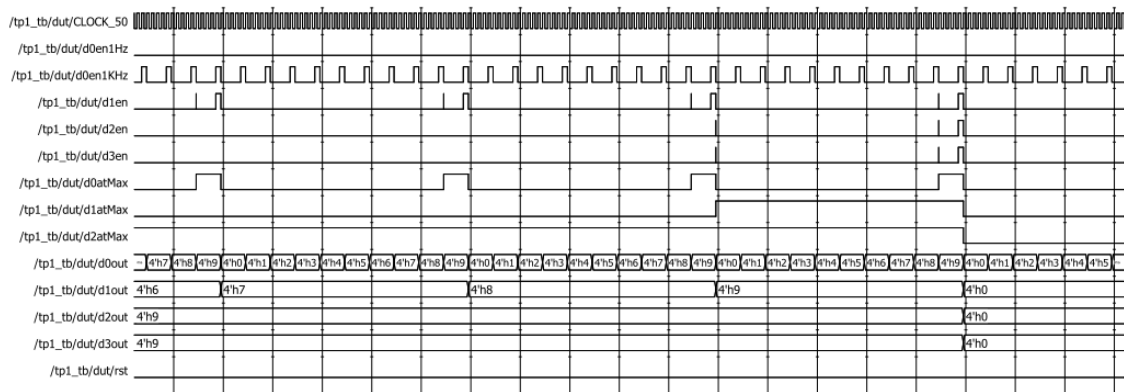 /tp1_tb/dut/CLOCK_50
/tp1_tb/dut/d0en1Hz
/tp1_tb/dut/d0en1KHz
/tp1_tb/dut/d1en
/tp1_tb/dut/d2en
/tp1_tb/dut/d3en
/tp1_tb/dut/d0atMax
/tp1_tb/dut/d1atMax
/tp1_tb/dut/d2atMax
/tp1_tb/dut/d0out 4'h7 4'h8 4'h9 4'h0 4'h1 4'h2 4'h3 4'h4 4'h5 4'h6 4'h7 4'h8 4'h9 4'h0 4'h1 4'h2 4'h3 4'h4 4'h5 4'h6 4'h7 4'h8 4'h9 4'h0 4'h1 4'h2 4'h3 4'h4 4'h5 4'h6 4'h7 4'h8 4'h9 4'h0 4'h1 4'h2 4'h3 4'h4 4'h5
/tp1_tb/dut/d1out 4'h6 4'h7 4'h8 4'h9 4'h0
/tp1_tb/dut/d2out 4'h9 4'h0
/tp1_tb/dut/d3out 4'h9 4'h0
/tp1_tb/dut/rst